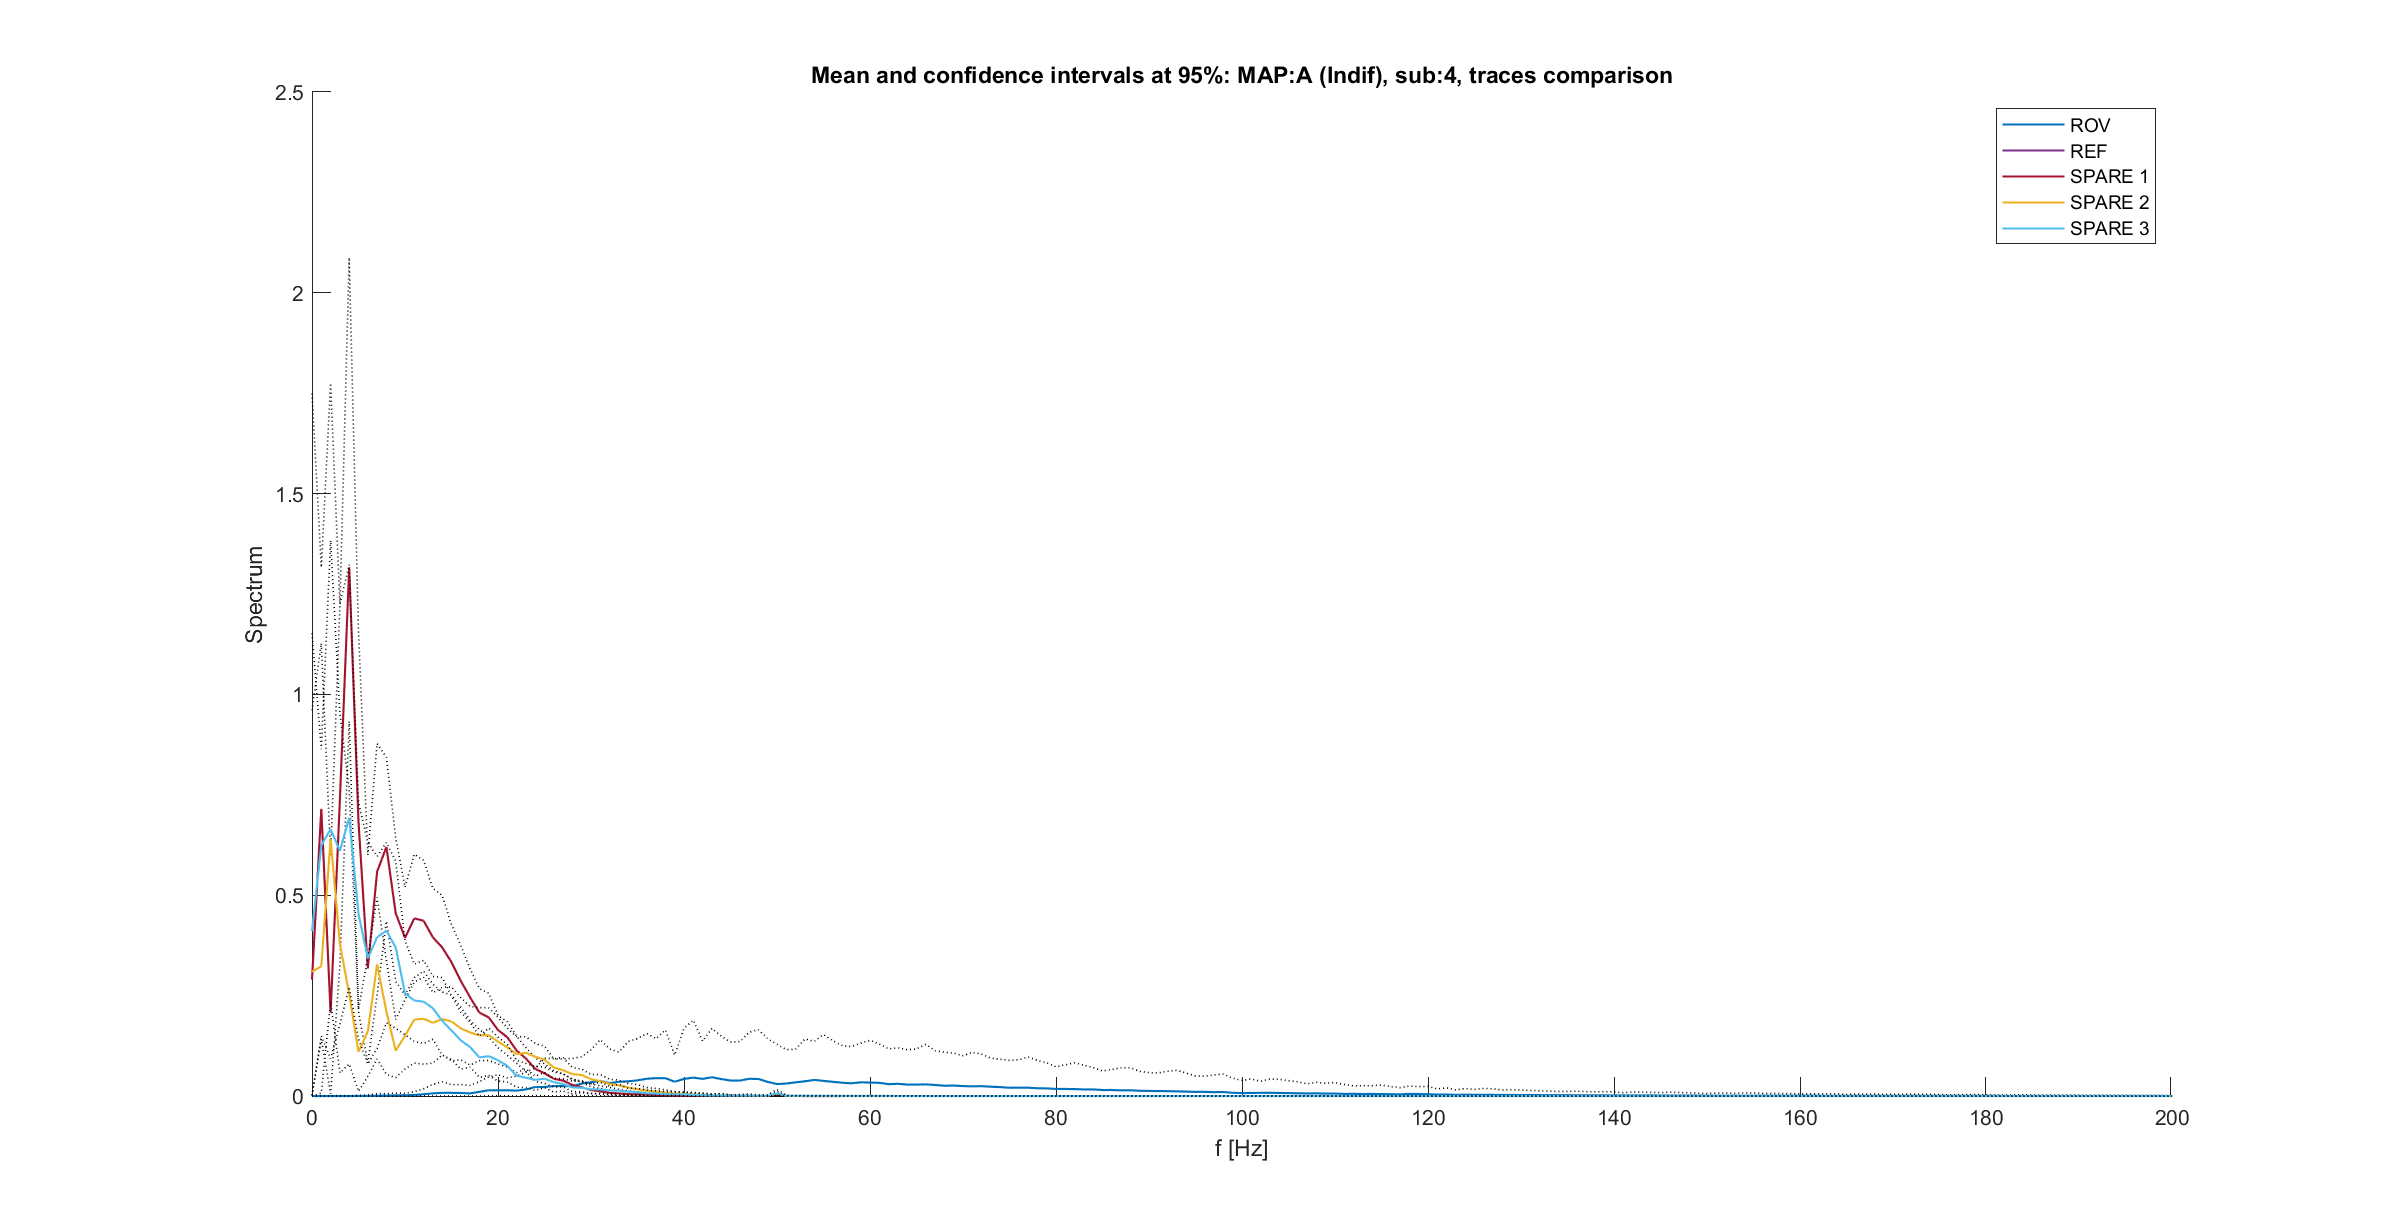 Mean and confidence intervals at 95%: MAP:A (Indif), sub:4, traces comparison
2.5
2
1.5
1
0.5
0
Spectrum
ROV
REF
SPARE 1
SPARE 2
SPARE 3
0 20 40 60 80 100 120 140 160 180 200
f [Hz]